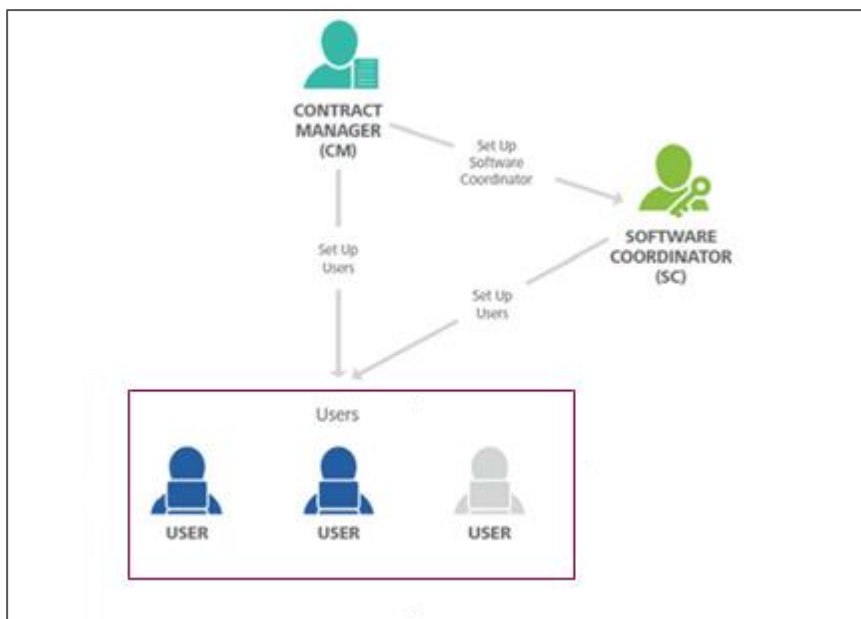 CONTRACT
MANAGER
(CM)
Set Up
Software
Coordinator
SOFTWARE
COORDINATOR
(SC)
Set Up
Users
Set Up
Users
Users
USER
USER
USER